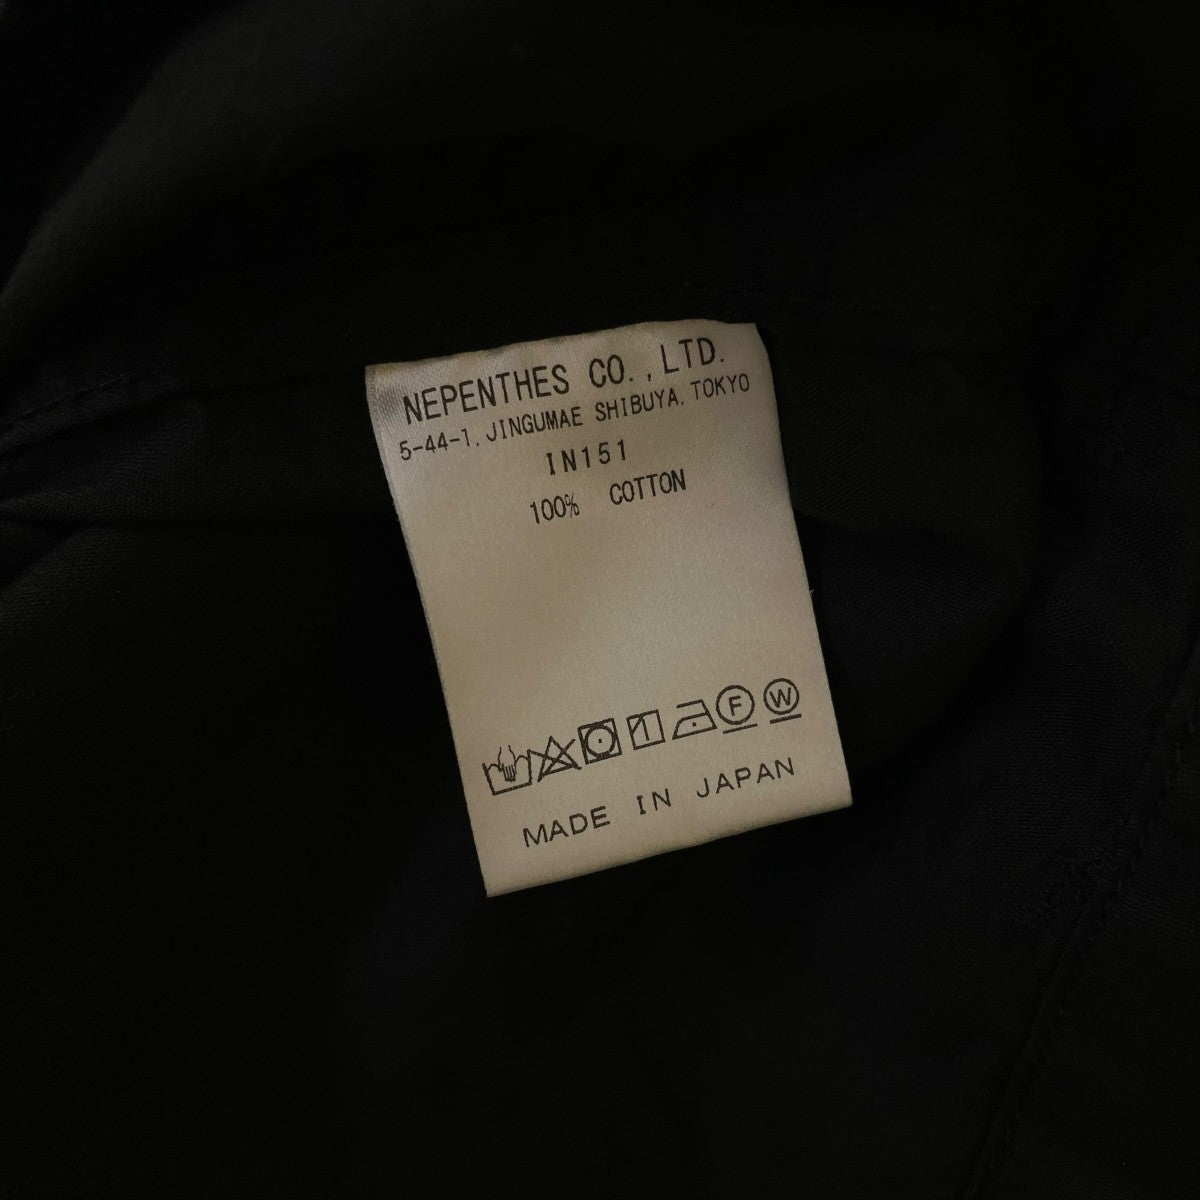 NEPENTHES CO.,LTD.
5-44-1, JINGUMAE SHIBUYA, TOKYO
IN151
100% COTTON
F W
MADE IN JAPAN